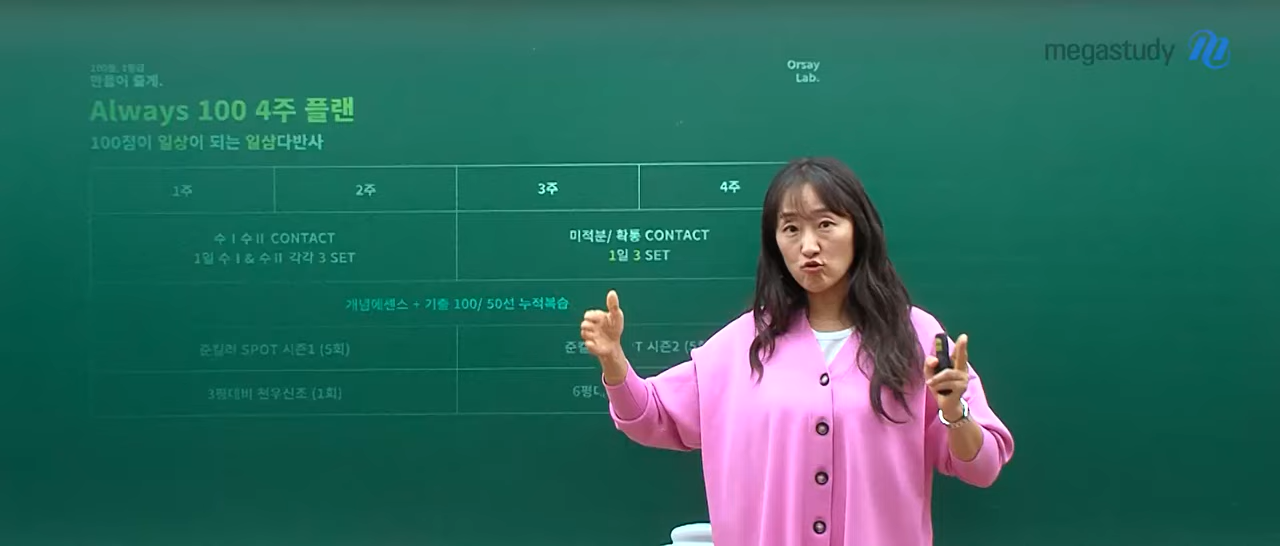 megastudy
Orsay
Lab.
100점, 1등급
만들어 줄게.
Always 100 4주 플랜
100점이 일상이 되는 일삼다반사
1주 2주 3주 4주
수Ⅰ수Ⅱ CONTACT
1일 수Ⅰ& 수Ⅱ 각각 3 SET
미적분/ 확통 CONTACT
1일 3 SET
개념에센스 + 기출 100/ 50선 누적복습
준킬러 SPOT 시즌1 (5회)
시즌2
3평대비 전우신조 (1회)